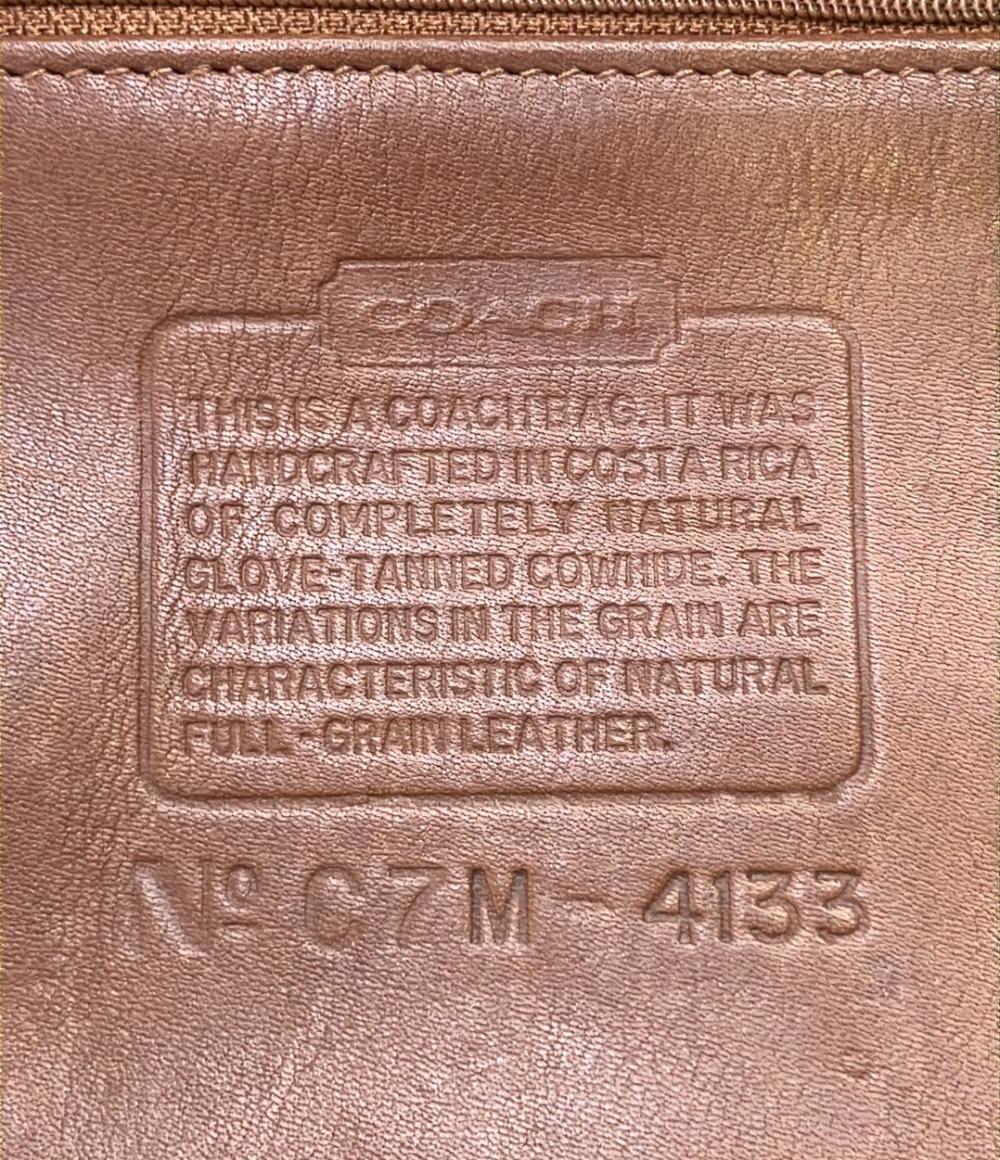 COACH
THIS IS A COACH BAG. IT WAS
HANDCRAFTED IN COSTA RICA
OF COMPLETELY NATURAL
GLOVE-TANNED COWHIDE. THE
VARIATIONS IN THE GRAIN ARE
CHARACTERISTIC OF NATURAL
FULL-GRAIN LEATHER.
Nº C7M-4133